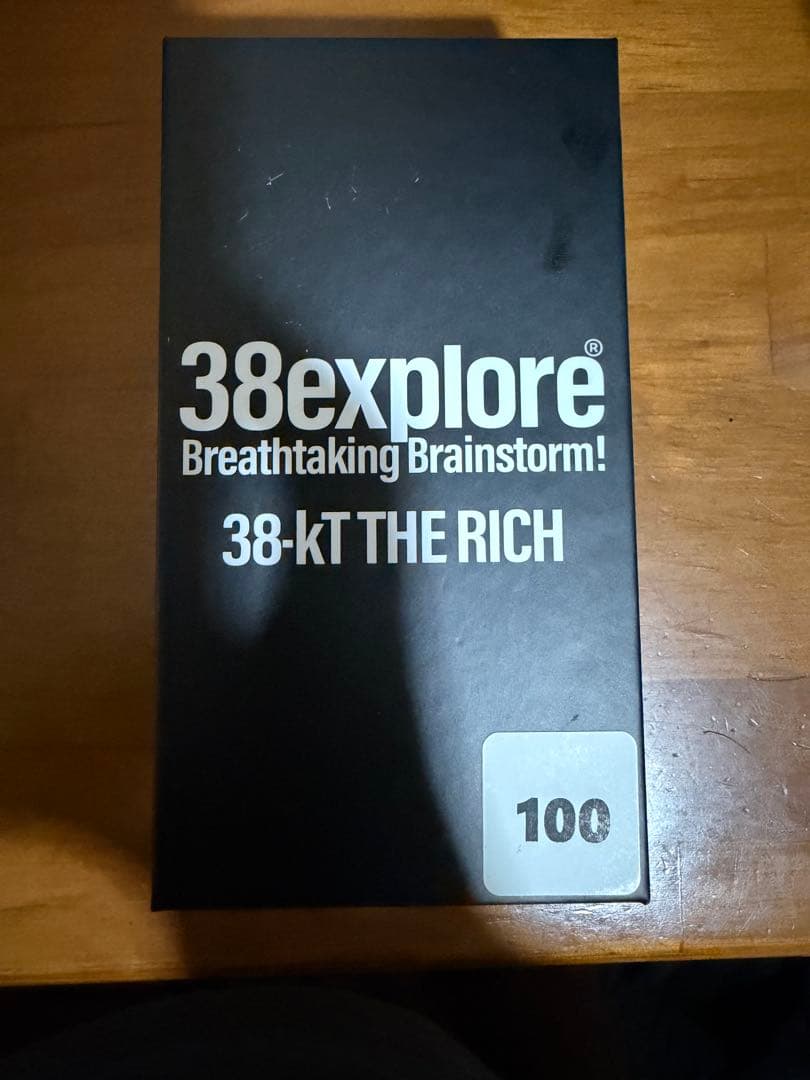 38explore®
Breathtaking Brainstorm!
38-kT THE RICH
100